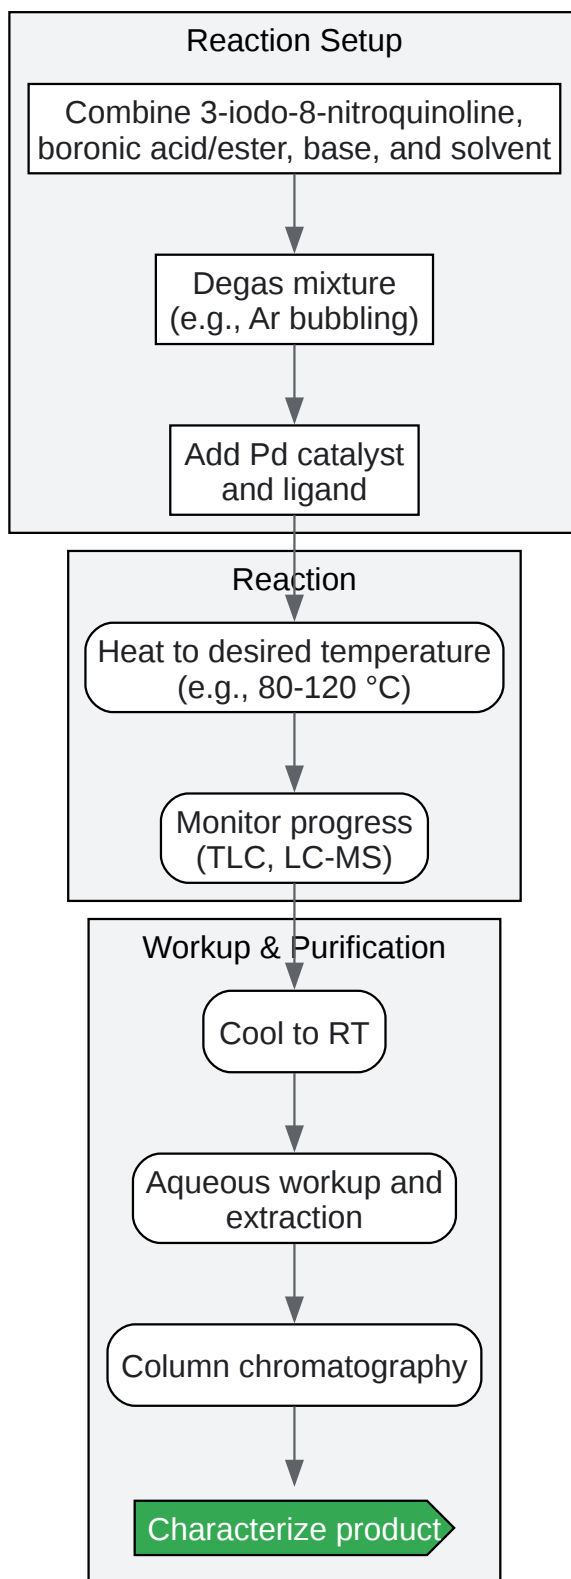 Reaction Setup
Combine 3-iodo-8-nitroquinoline,
boronic acid/ester, base, and solvent
Degas mixture
(e.g., Ar bubbling)
Add Pd catalyst
and ligand
Reaction
Heat to desired temperature
(e.g., 80-120 °C)
Monitor progress
(TLC, LC-MS)
Workup & Purification
Cool to RT
Aqueous workup and
extraction
Column chromatography
Characterize product